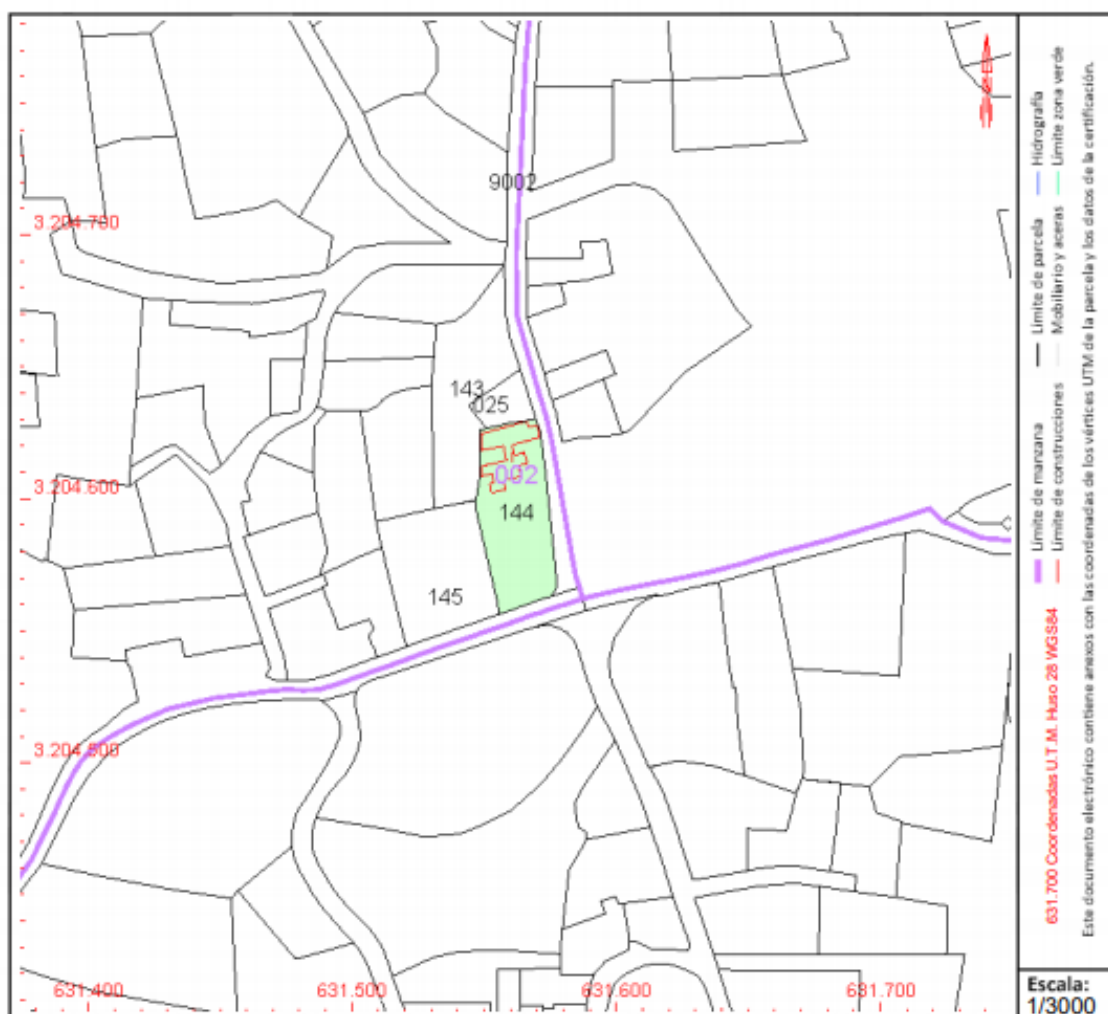 9002
3.204.700
143
025
3.204.600
002
144
145
3.204.500
631.400
631.500
631.600
631.700
Límite de manzana
Límite de parcela
Hidrografía
Límite de construcciones
Mobiliario y aceras
Límite zona verde
631.700 Coordenadas U.T.M. Huso 28 WGS84
Este documento electrónico contiene anexos con las coordenadas de los vértices UTM de la parcela y los datos de la certificación.
Escala:
1/3000